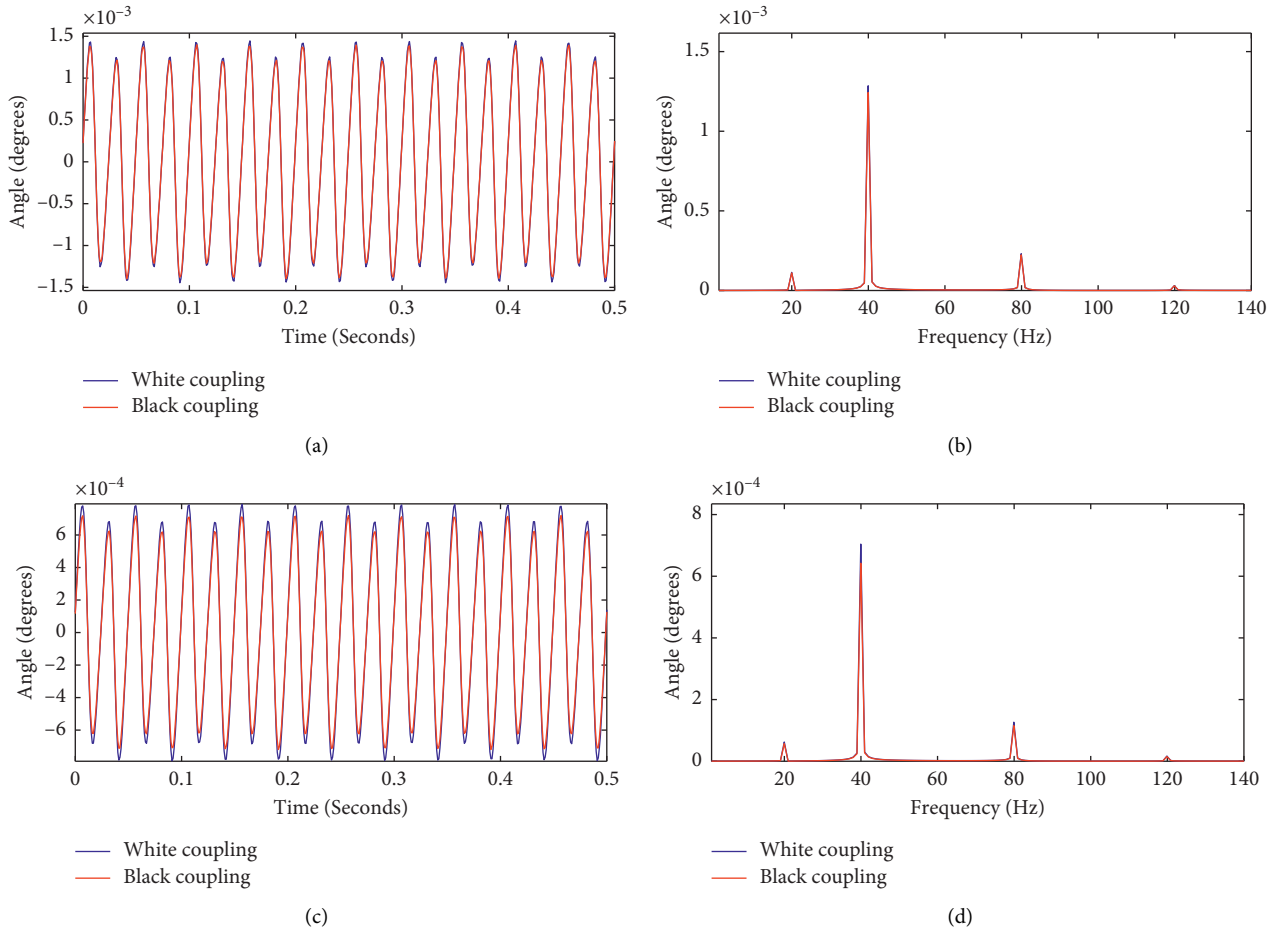 ×10⁻³
1.5
1
0.5
0
−0.5
−1
−1.5
Angle (degrees)
0 0.1 0.2 0.3 0.4 0.5
Time (Seconds)
White coupling
Black coupling
(a)
×10⁻³
1.5
1
0.5
0
Angle (degrees)
20 40 60 80 100 120 140
Frequency (Hz)
White coupling
Black coupling
(b)
×10⁻⁴
6
4
2
0
−2
−4
−6
Angle (degrees)
0 0.1 0.2 0.3 0.4 0.5
Time (Seconds)
White coupling
Black coupling
(c)
×10⁻⁴
8
6
4
2
0
Angle (degrees)
20 40 60 80 100 120 140
Frequency (Hz)
White coupling
Black coupling
(d)